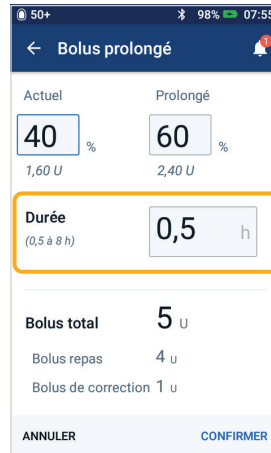 50+ 98% 07:55
Bolus prolongé 1
Actuel Prolongé
40 % 60 %
1,60 U 2,40 U
Durée
(0,5 à 8 h)
0,5 h
Bolus total 5 U
Bolus repas 4 U
Bolus de correction 1 U
ANNULER CONFIRMER